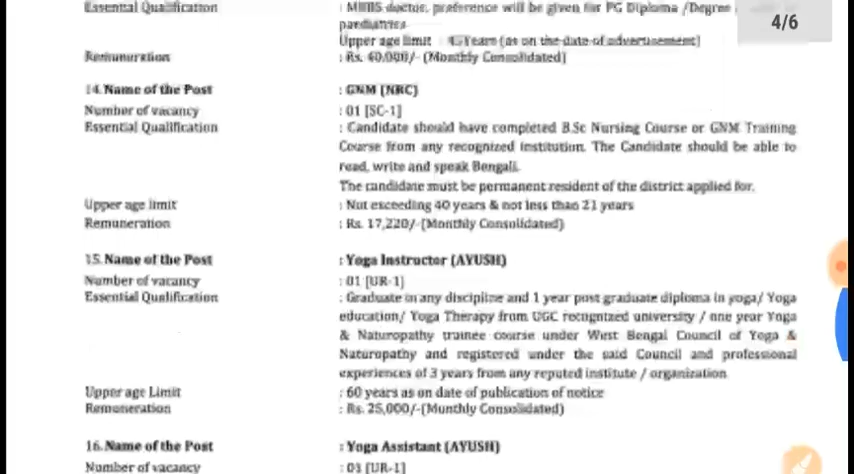 Essential Qualification : MBBS doctor, preference will be given for PG Diploma /Degree
4/6
paediatrics
Upper age limit Years (as on the date of advertisement)
Remuneration : Rs. 60,000/- (Monthly Consolidated)
14. Name of the Post : GNM (NRC)
Number of vacancy : 01 [SC-1]
Essential Qualification : Candidate should have completed B.Sc Nursing Course or GNM Training
Course from any recognized institution. The Candidate should be able to
read, write and speak Bengali.
The candidate must be permanent resident of the district applied for.
Upper age limit : Not exceeding 40 years & not less than 21 years
Remuneration : Rs. 17,220/-(Monthly Consolidated)
15. Name of the Post : Yoga Instructor (AYUSH)
Number of vacancy : 01 [UR-1]
Essential Qualification : Graduate in any discipline and 1 year post graduate diploma in yoga/ Yoga
education/ Yoga Therapy from UGC recognized university / one year Yoga
& Naturopathy trainee course under West Bengal Council of Yoga &
Naturopathy and registered under the said Council and professional
experiences of 3 years from any reputed institute / organization
Upper age Limit : 60 years as on date of publication of notice
Remuneration : Rs. 25,000/-(Monthly Consolidated)
16. Name of the Post : Yoga Assistant (AYUSH)
Number of vacancy : 03 [UR-1]